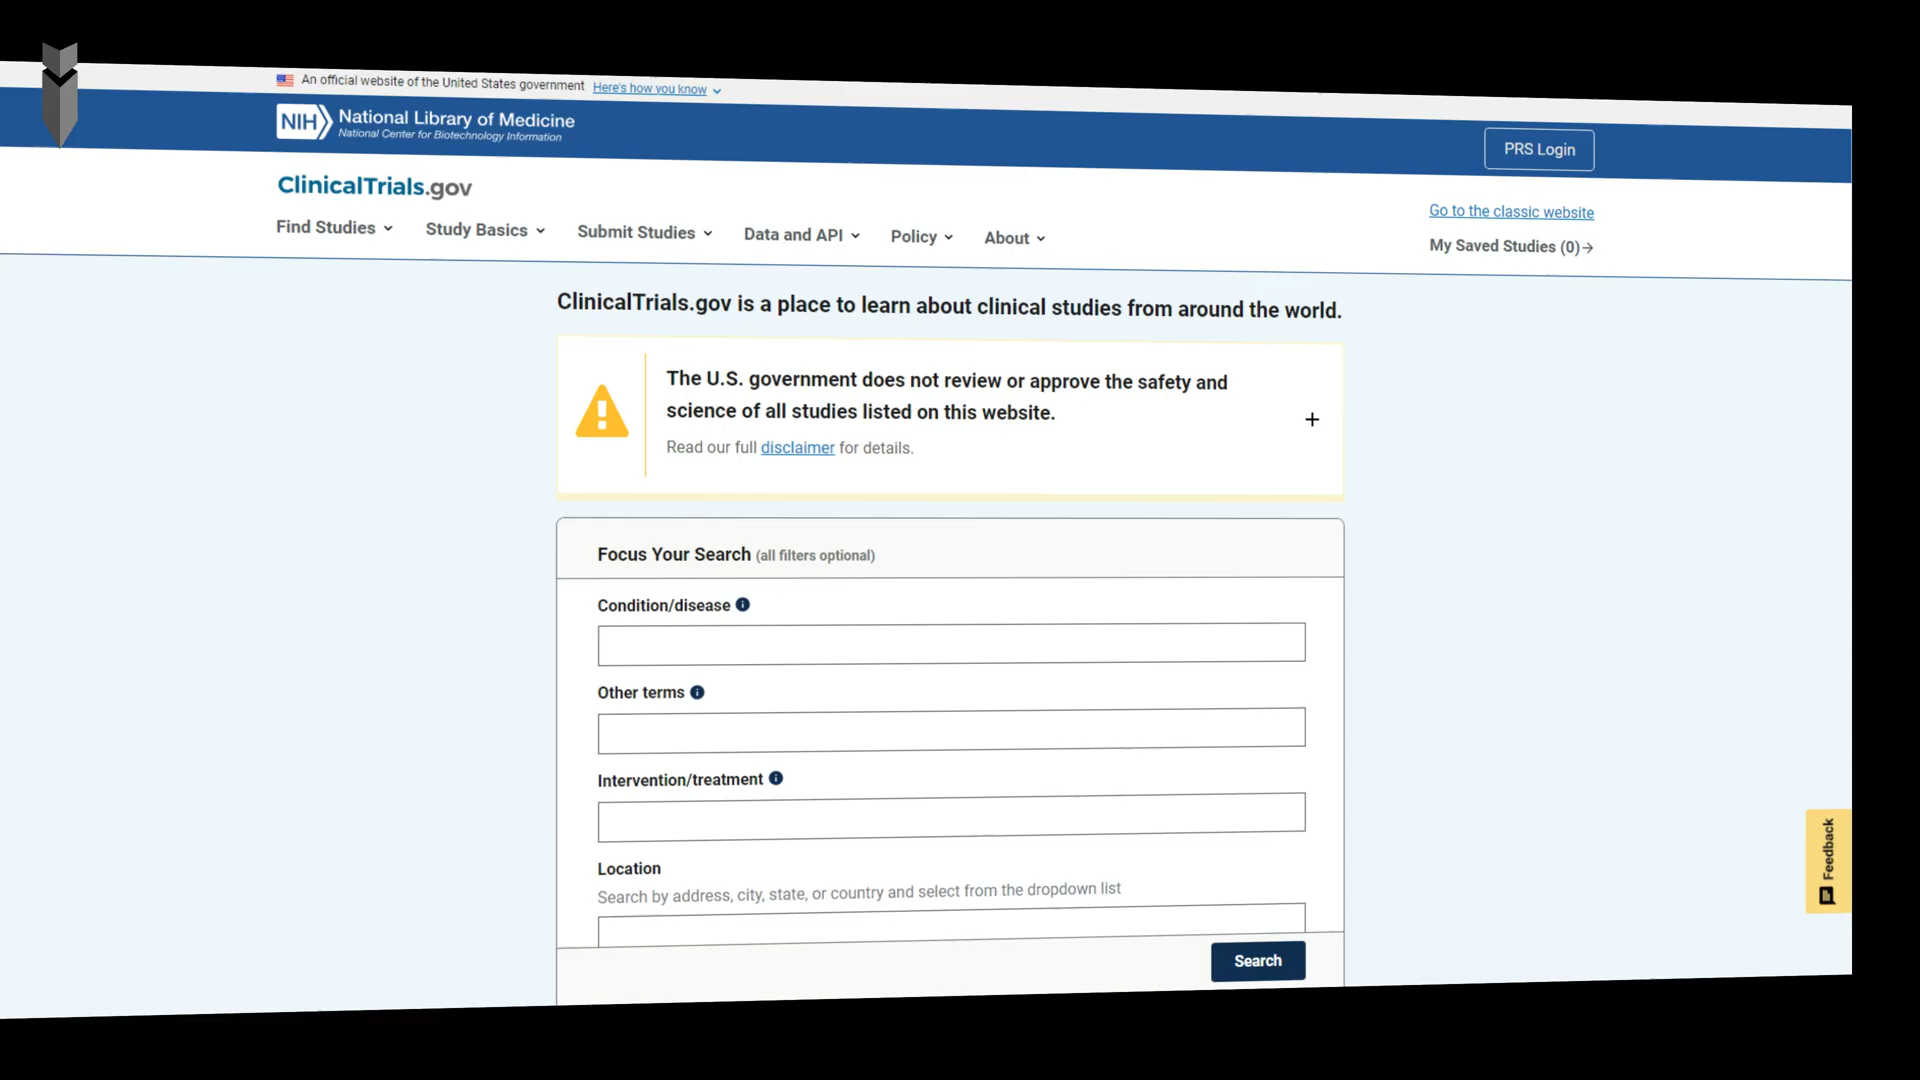 An official website of the United States government Here's how you know
NIH National Library of Medicine
National Center for Biotechnology Information
PRS Login
ClinicalTrials.gov
Go to the classic website
Find Studies Study Basics Submit Studies Data and API Policy About
My Saved Studies (0)
ClinicalTrials.gov is a place to learn about clinical studies from around the world.
The U.S. government does not review or approve the safety and
science of all studies listed on this website.
Read our full disclaimer for details.
Focus Your Search (all filters optional)
Condition/disease
Other terms
Intervention/treatment
Location
Search by address, city, state, or country and select from the dropdown list
Search
Feedback